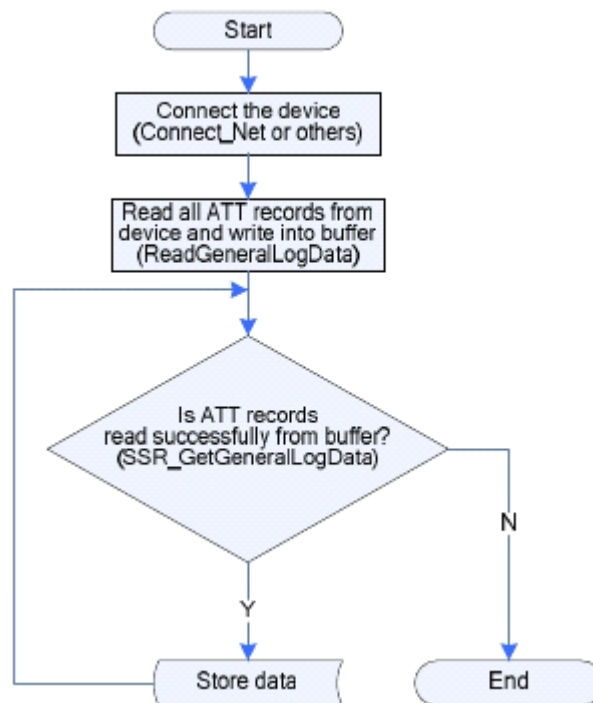 Start
Connect the device
(Connect_Net or others)
Read all ATT records from
device and write into buffer
(ReadGeneralLogData)
Is ATT records
read successfully from buffer?
(SSR_GetGeneralLogData)
N
Y
Store data
End